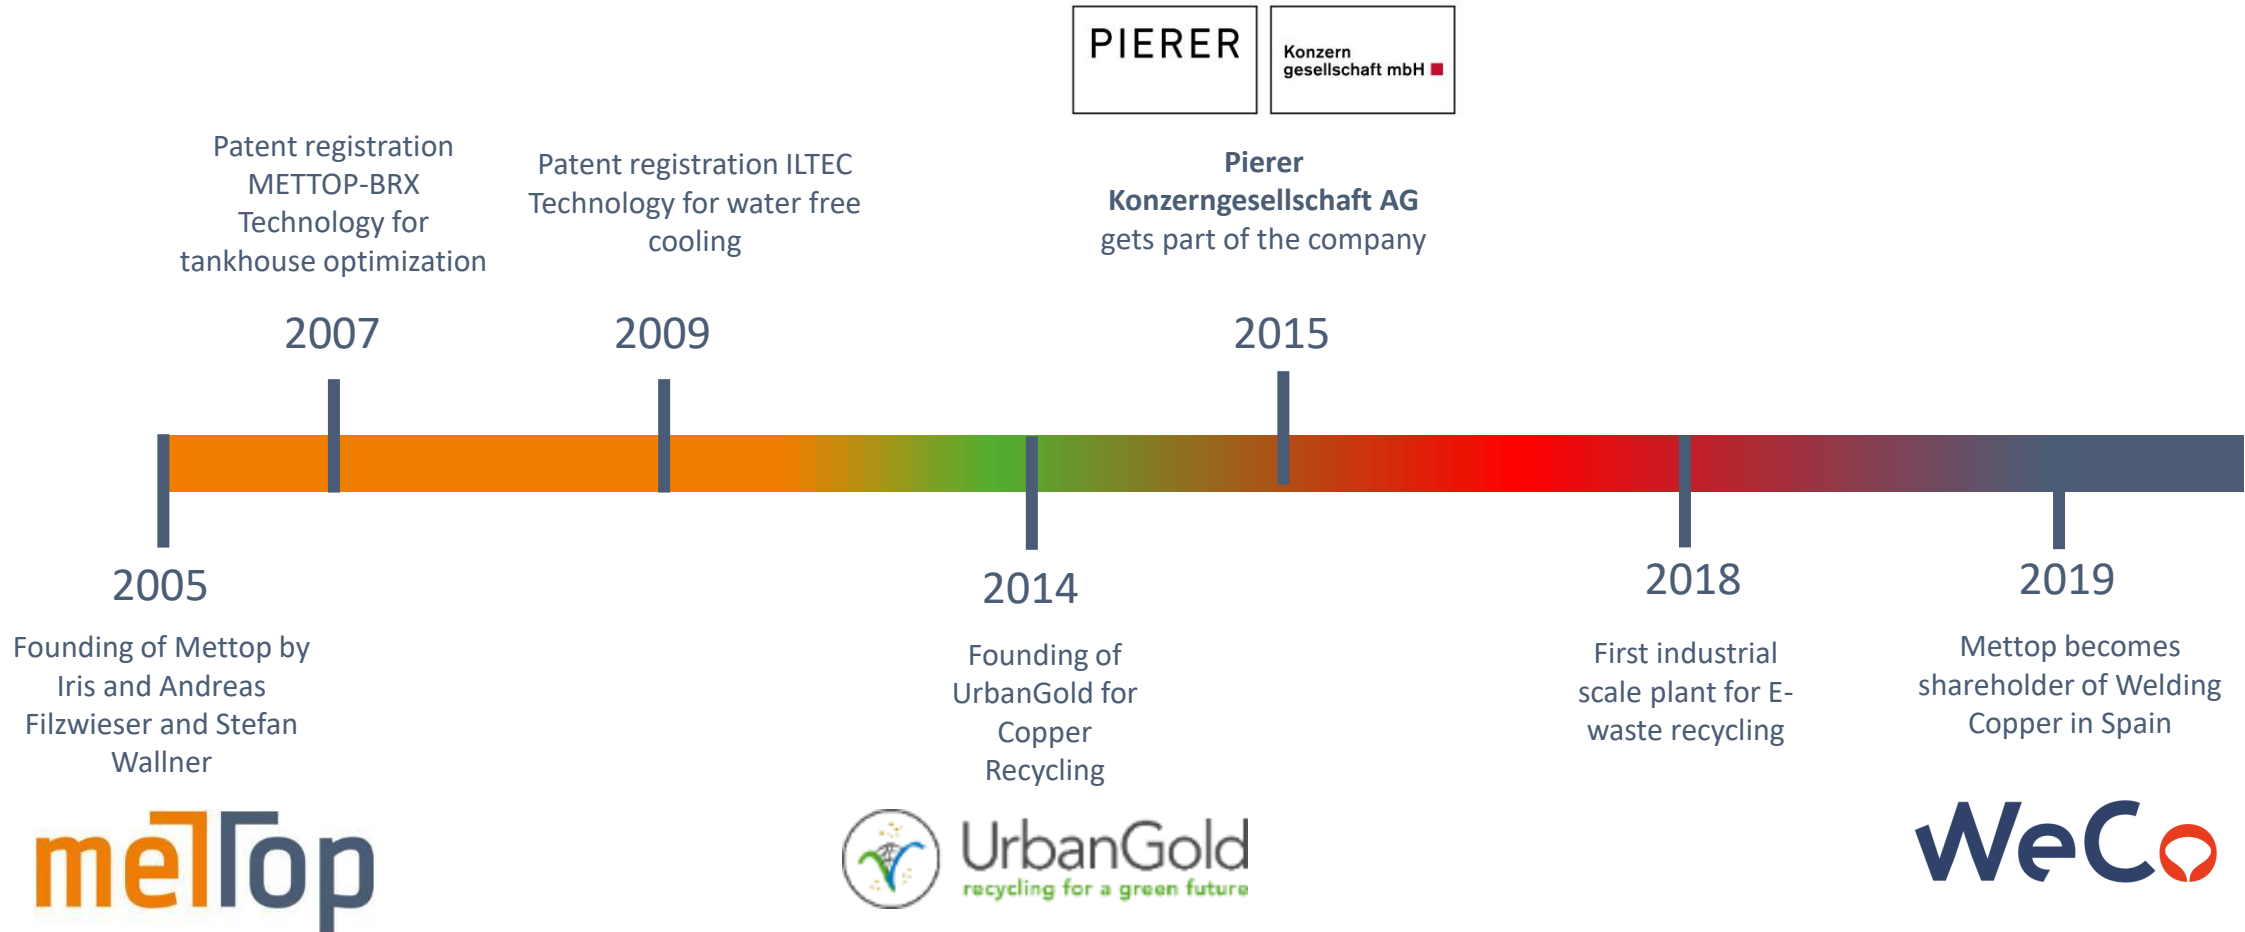 PIERER
Konzern
gesellschaft mbH
Patent registration
METTOP-BRX
Technology for
tankhouse optimization
2007
Patent registration ILTEC
Technology for water free
cooling
2009
Pierer
Konzerngesellschaft AG
gets part of the company
2015
2005
Founding of Mettop by
Iris and Andreas
Filzwieser and Stefan
Wallner
metTop
2014
Founding of
UrbanGold for
Copper
Recycling
UrbanGold
recycling for a green future
2018
First industrial
scale plant for E-
waste recycling
2019
Mettop becomes
shareholder of Welding
Copper in Spain
WeCo